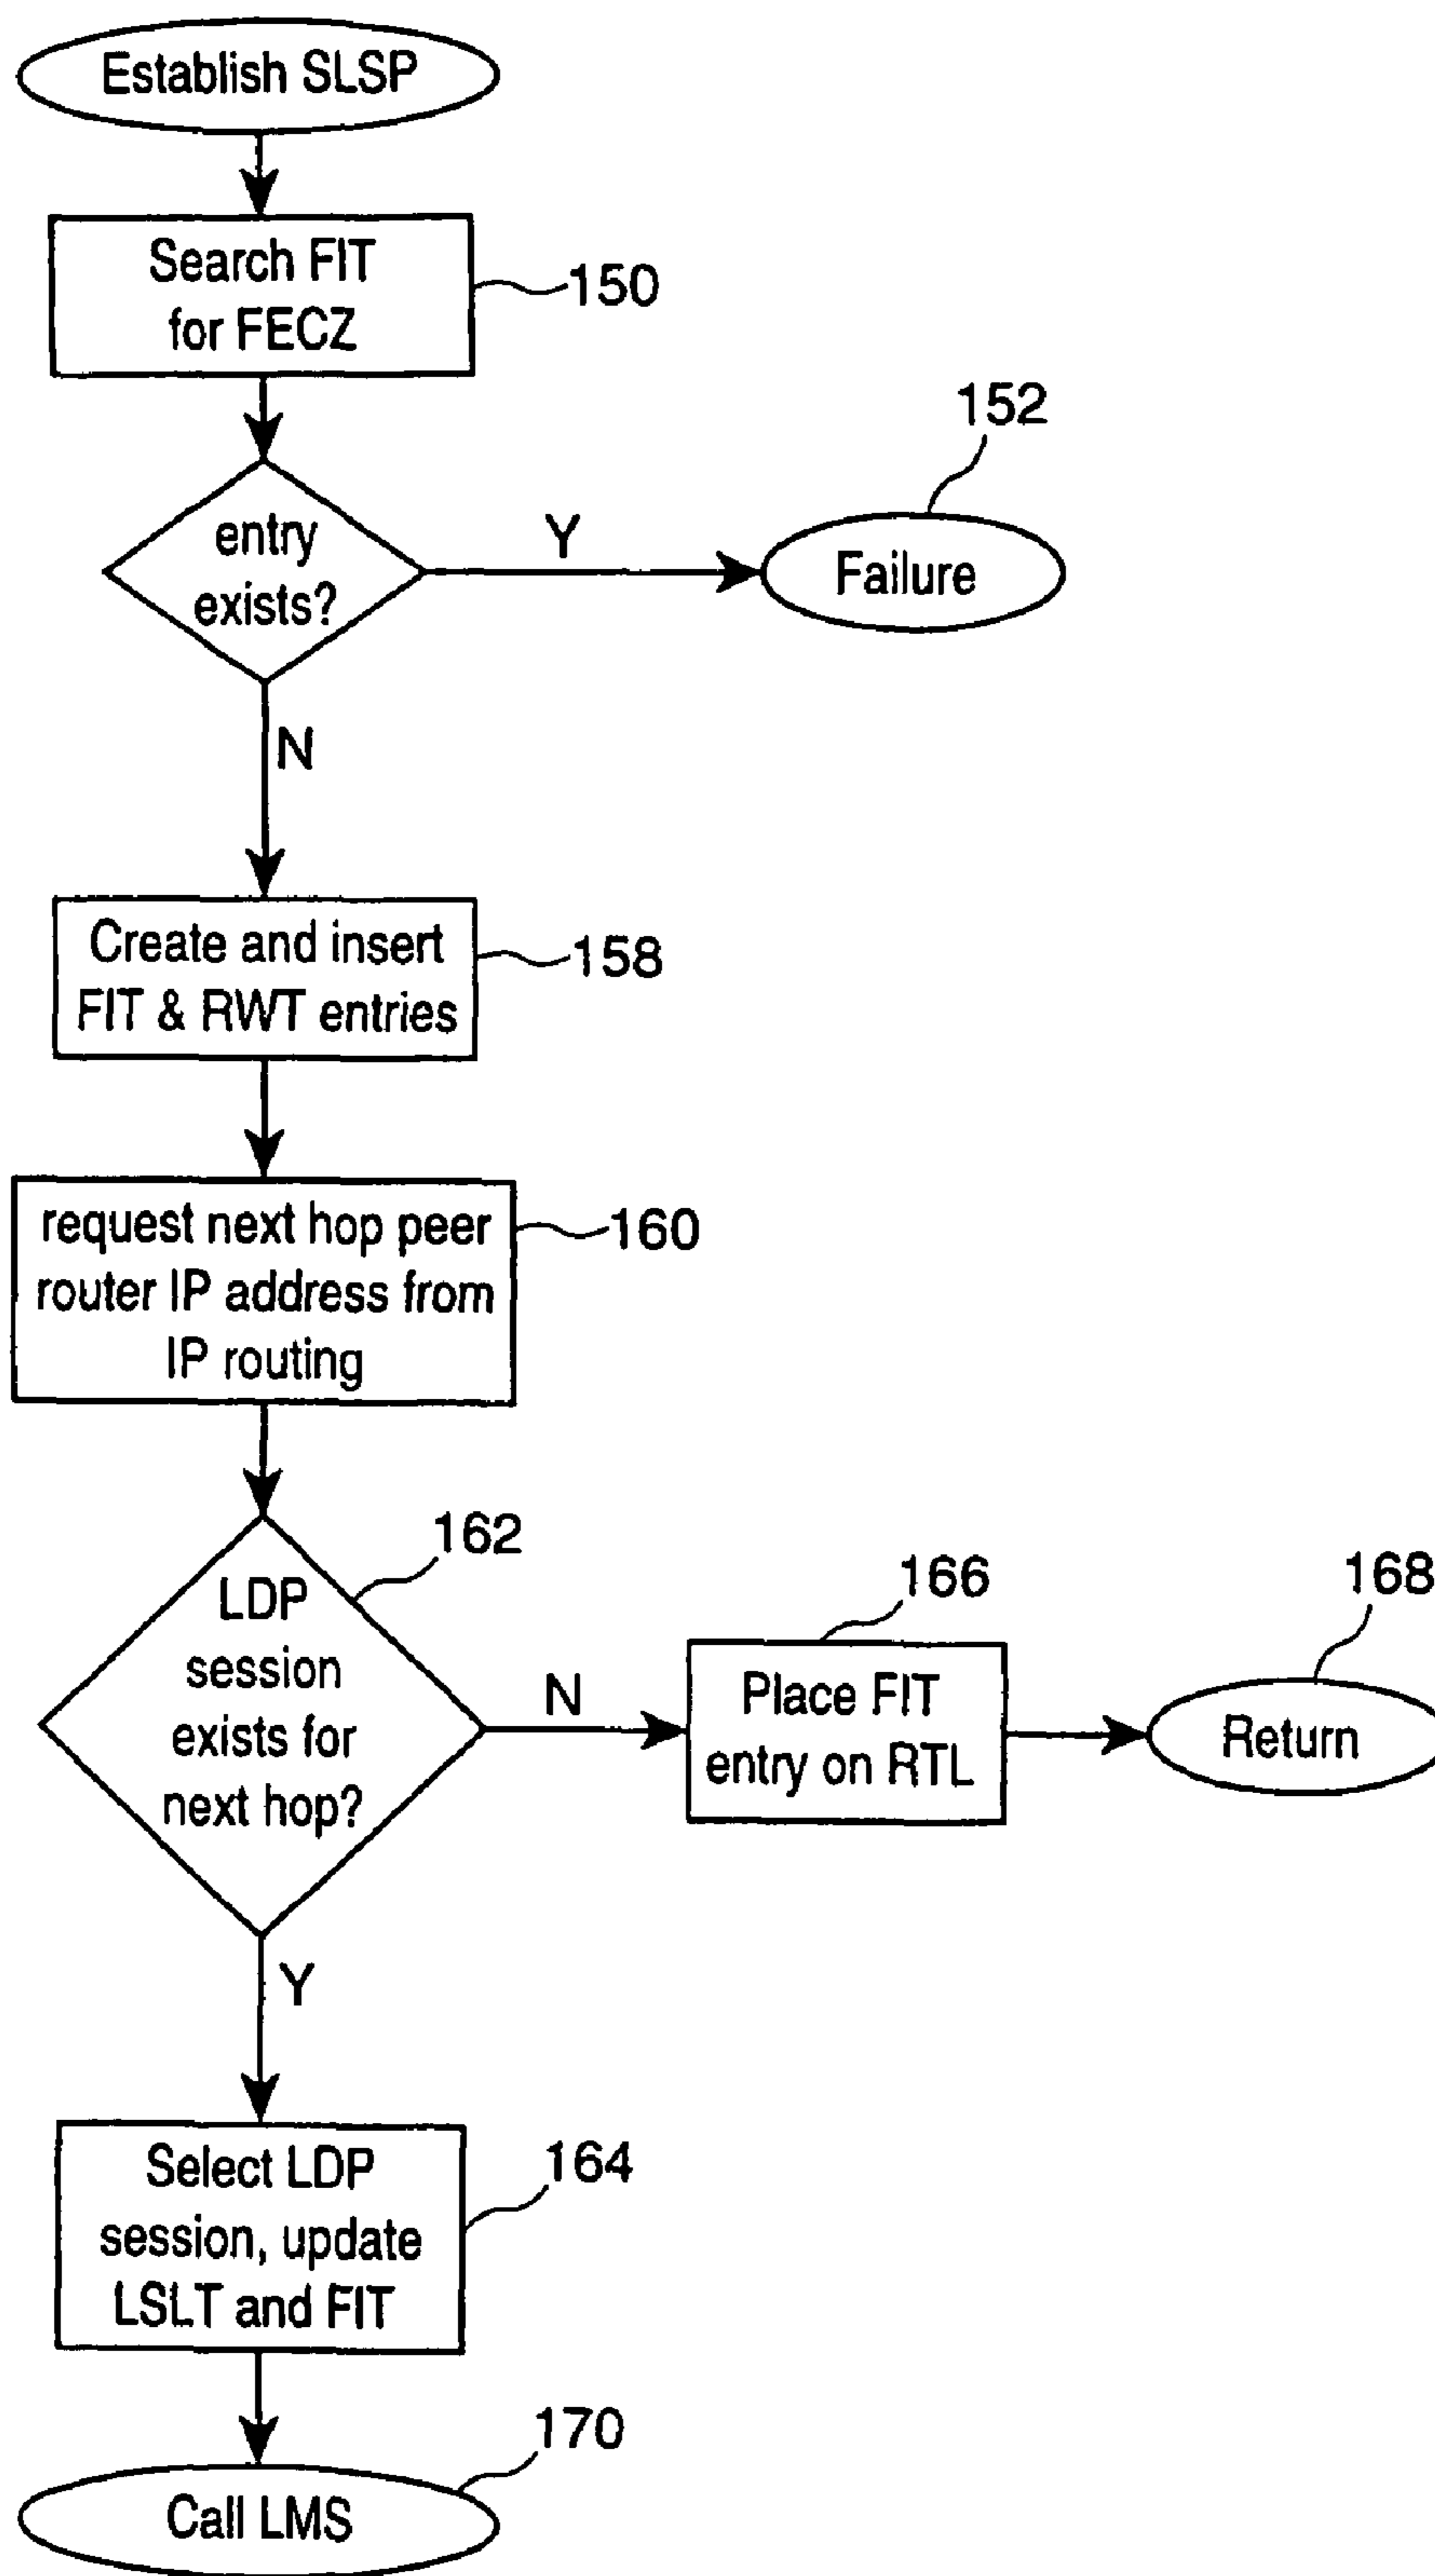 Establish SLSP
Search FIT
for FECZ
150
152
entry
exists?
Y
Failure
N
Create and insert
FIT & RWT entries
158
request next hop peer
router IP address from
IP routing
160
162
LDP
session
exists for
next hop?
N
166
Place FIT
entry on RTL
168
Return
Y
Select LDP
session, update
LSLT and FIT
164
170
Call LMS